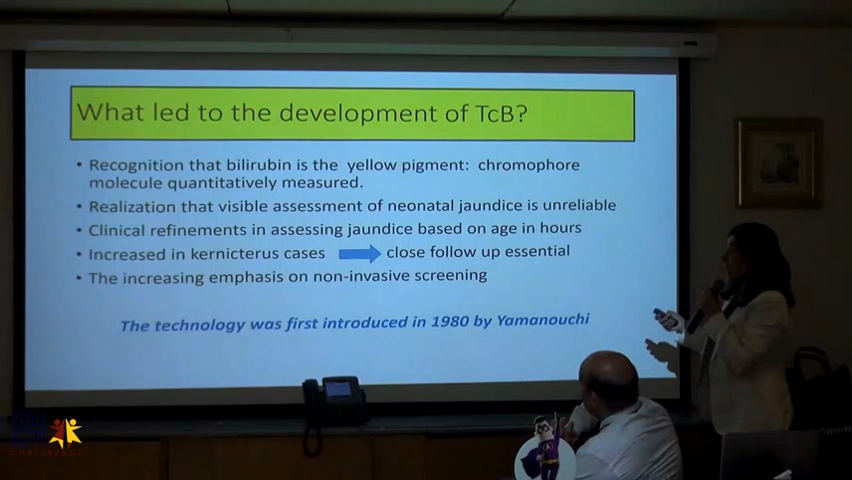 What led to the development of TcB?
• Recognition that bilirubin is the yellow pigment: chromophore
molecule quantitatively measured.
• Realization that visible assessment of neonatal jaundice is unreliable
• Clinical refinements in assessing jaundice based on age in hours
• Increased in kernicterus cases close follow up essential
• The increasing emphasis on non-invasive screening
The technology was first introduced in 1980 by Yamanouchi